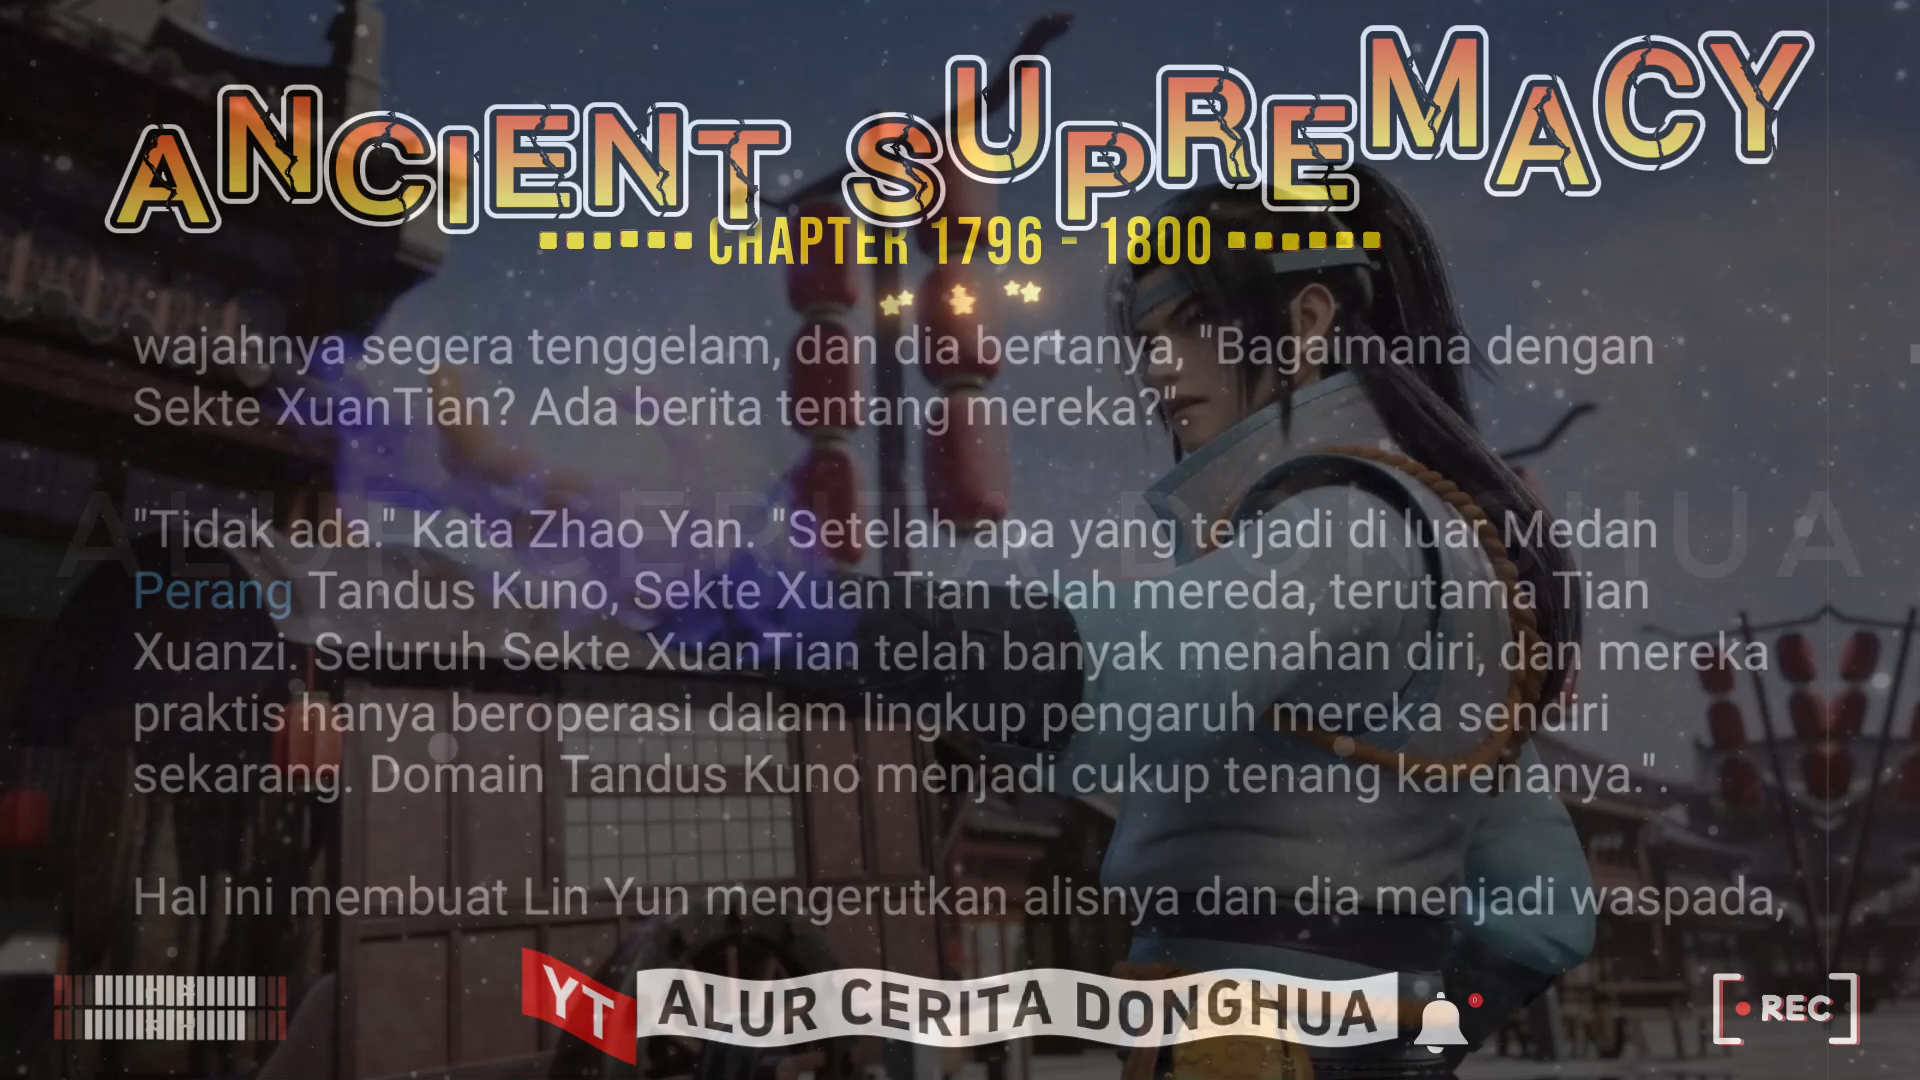 ANCIENT SUPREMACY
CHAPTER 1796 - 1800
wajahnya segera tenggelam, dan dia bertanya, "Bagaimana dengan
Sekte XuanTian? Ada berita tentang mereka?".
ALUR CERITA DONGHUA
"Tidak ada." Kata Zhao Yan. "Setelah apa yang terjadi di luar Medan
Perang Tandus Kuno, Sekte XuanTian telah mereda, terutama Tian
Xuanzi. Seluruh Sekte XuanTian telah banyak menahan diri, dan mereka
praktis hanya beroperasi dalam lingkup pengaruh mereka sendiri
sekarang. Domain Tandus Kuno menjadi cukup tenang karenanya." .
Hal ini membuat Lin Yun mengerutkan alisnya dan dia menjadi waspada,
YT ALUR CERITA DONGHUA
0
REC